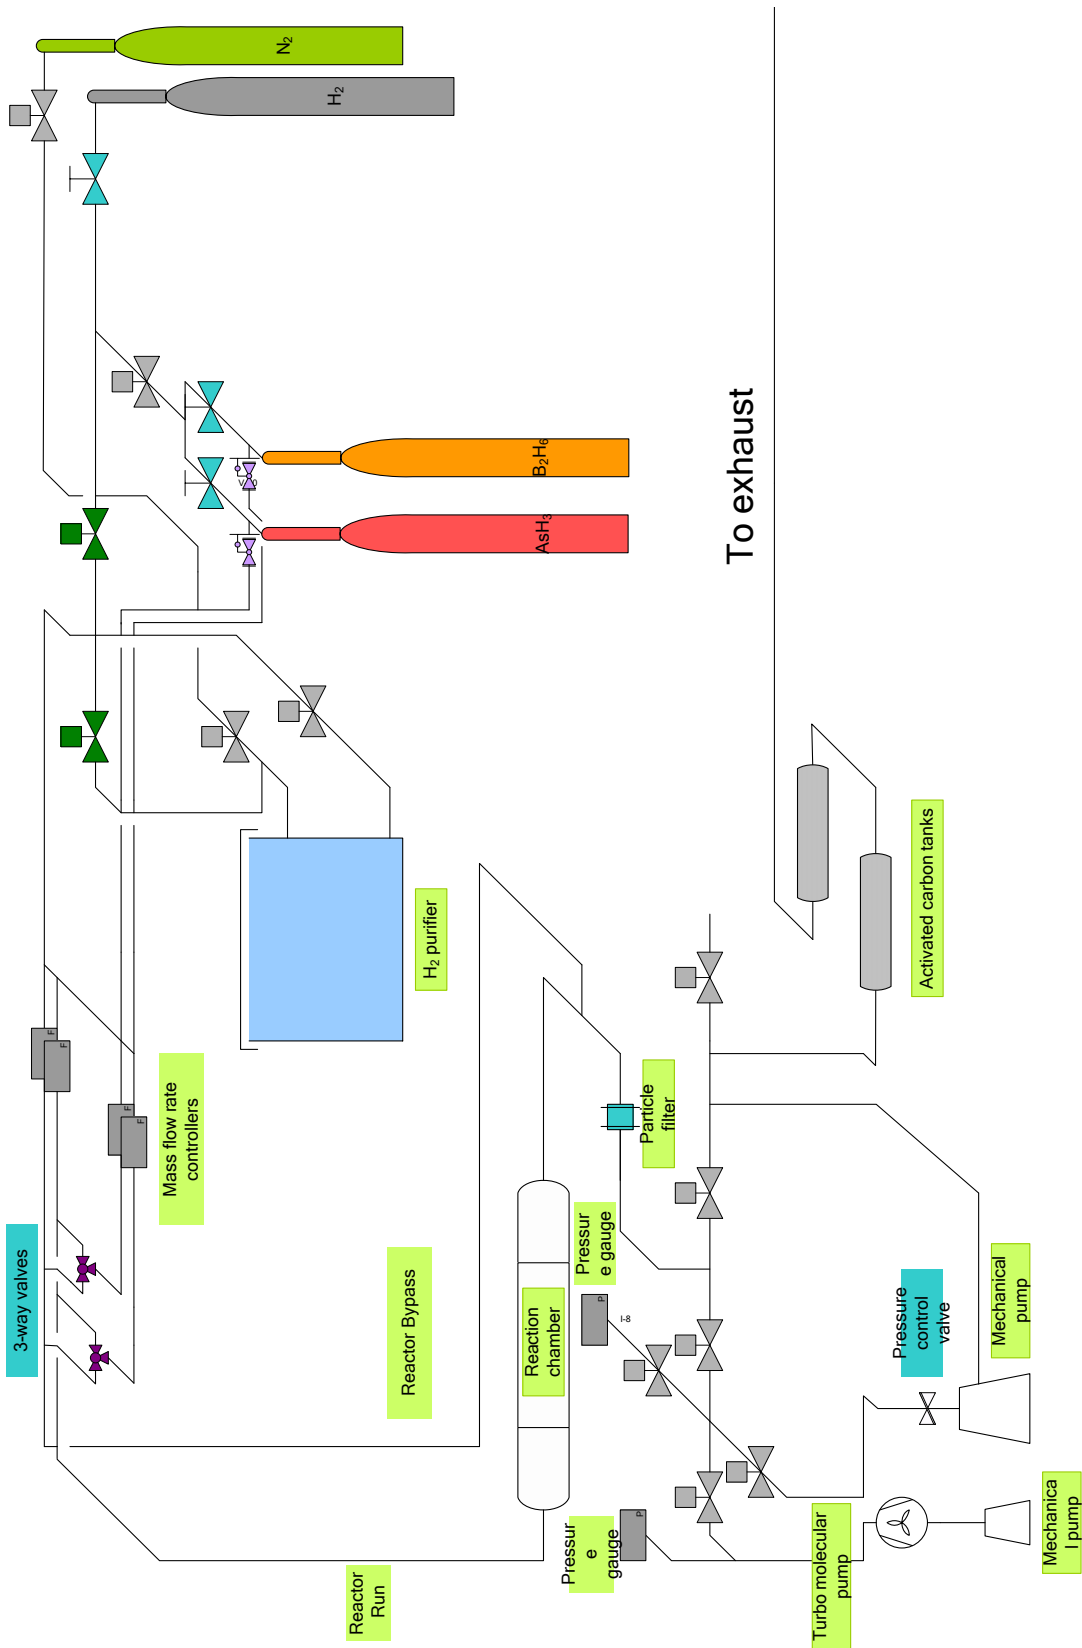 N₂
H₂
B₂H₆
V-10
AsH₃
To exhaust
H₂ purifier
Activated carbon tanks
F
F
F
F
Mass flow rate
controllers
3-way valves
Particle
filter
Pressur
e gauge
P
I-8
Reactor Bypass
Reaction
chamber
Pressure
control
valve
Mechanical
pump
Pressur
e
gauge
P
Reactor
Run
Turbo molecular
pump
Mechanica
l pump